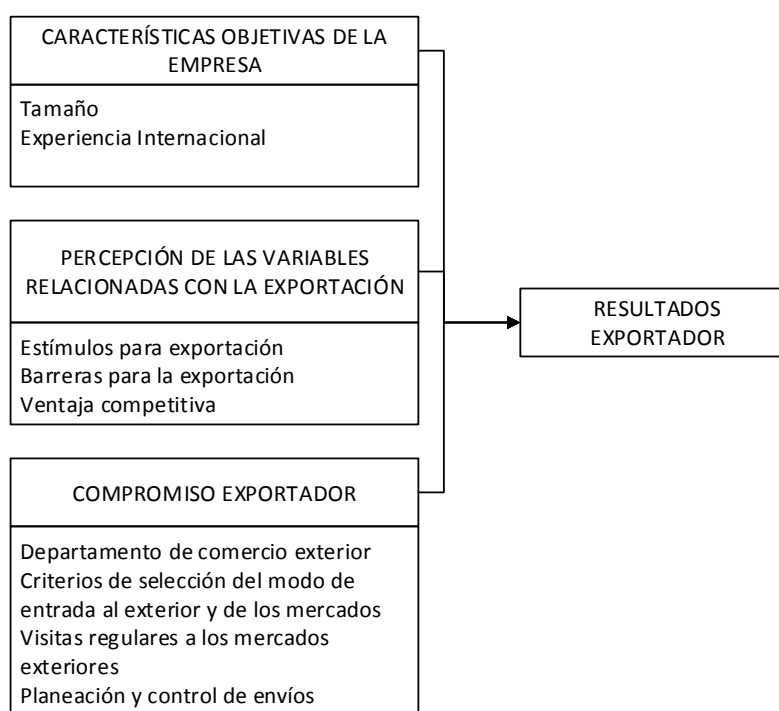 CARACTERÍSTICAS OBJETIVAS DE LA
EMPRESA
Tamaño
Experiencia Internacional
PERCEPCIÓN DE LAS VARIABLES
RELACIONADAS CON LA EXPORTACIÓN
Estímulos para exportación
Barreras para la exportación
Ventaja competitiva
COMPROMISO EXPORTADOR
Departamento de comercio exterior
Criterios de selección del modo de
entrada al exterior y de los mercados
Visitas regulares a los mercados
exteriores
Planeación y control de envíos
RESULTADOS
EXPORTADOR